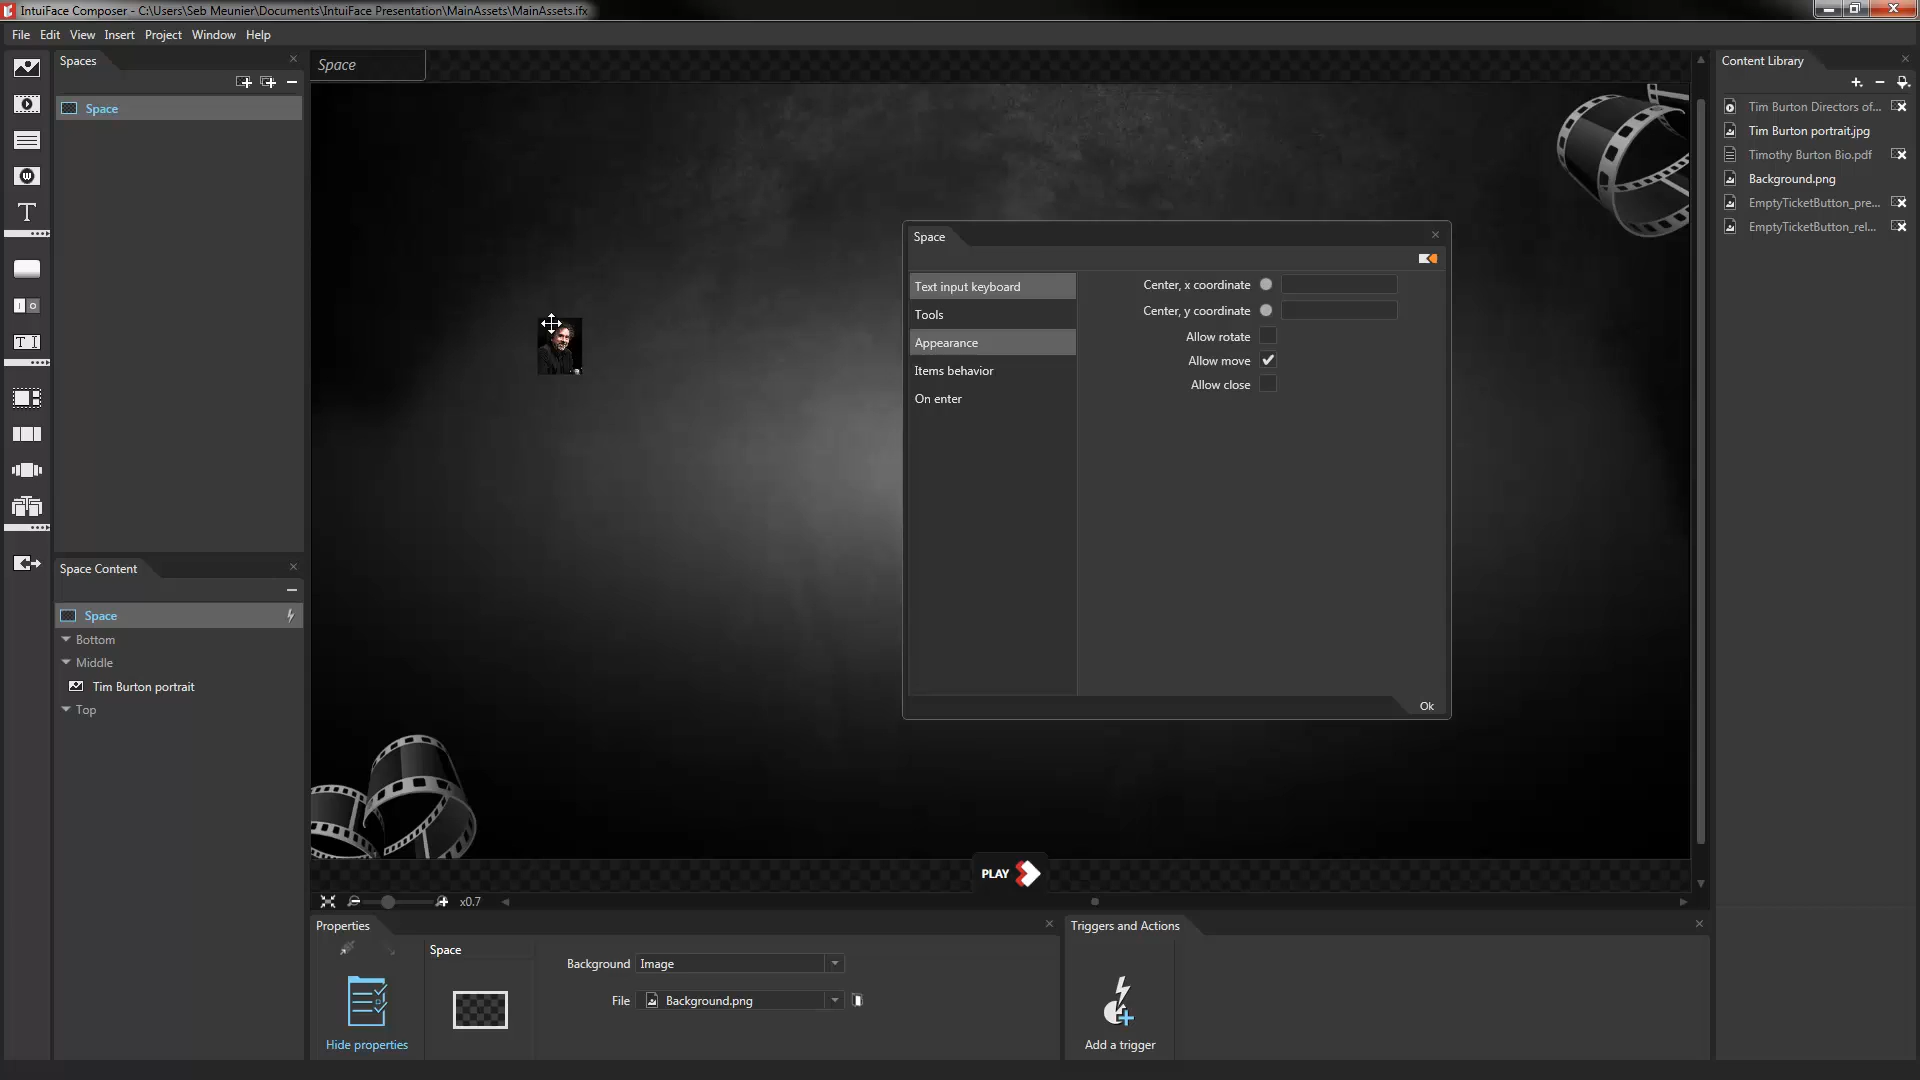 IntuiFace Composer - C:\Users\Seb Meunier\Documents\IntuiFace Presentation\MainAssets\MainAssets.ifx
File Edit View Insert Project Window Help
Spaces
Space
Space
Content Library
Tim Burton Directors of...
Tim Burton portrait.jpg
Timothy Burton Bio.pdf
Background.png
EmptyTicketButton_pre...
EmptyTicketButton_rel...
Space
Text input keyboard
Tools
Appearance
Items behavior
On enter
Center, x coordinate
Center, y coordinate
Allow rotate
Allow move
Allow close
Ok
Space Content
Space
Bottom
Middle
Tim Burton portrait
Top
PLAY
x0.7
Properties
Space
Background Image
File Background.png
Hide properties
Triggers and Actions
Add a trigger